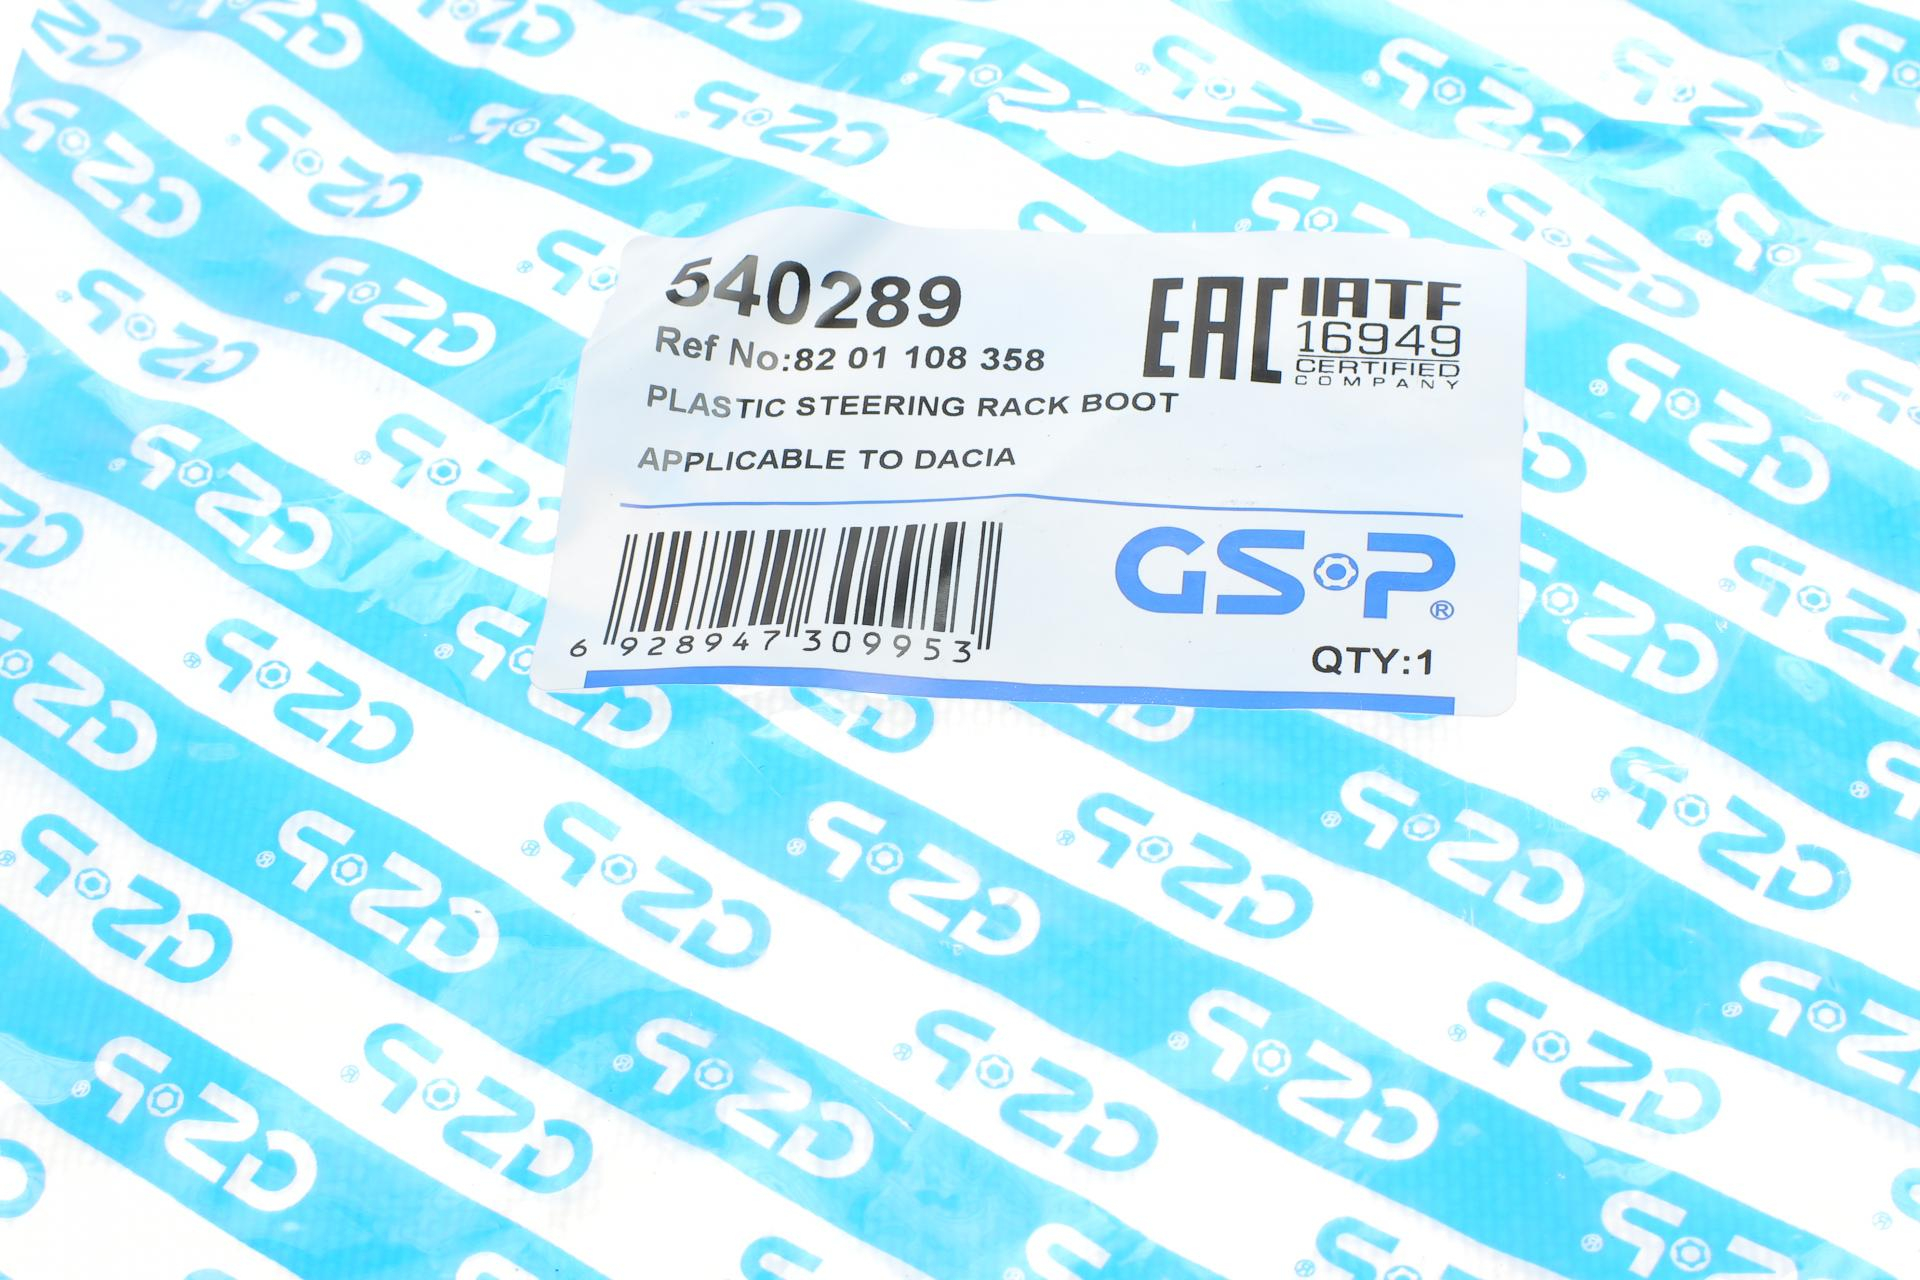 540289
Ref No:82 01 108 358
PLASTIC STEERING RACK BOOT
APPLICABLE TO DACIA
EAC
IATF
16949
CERTIFIED
COMPANY
6 928947 309953
GS•P®
QTY:1